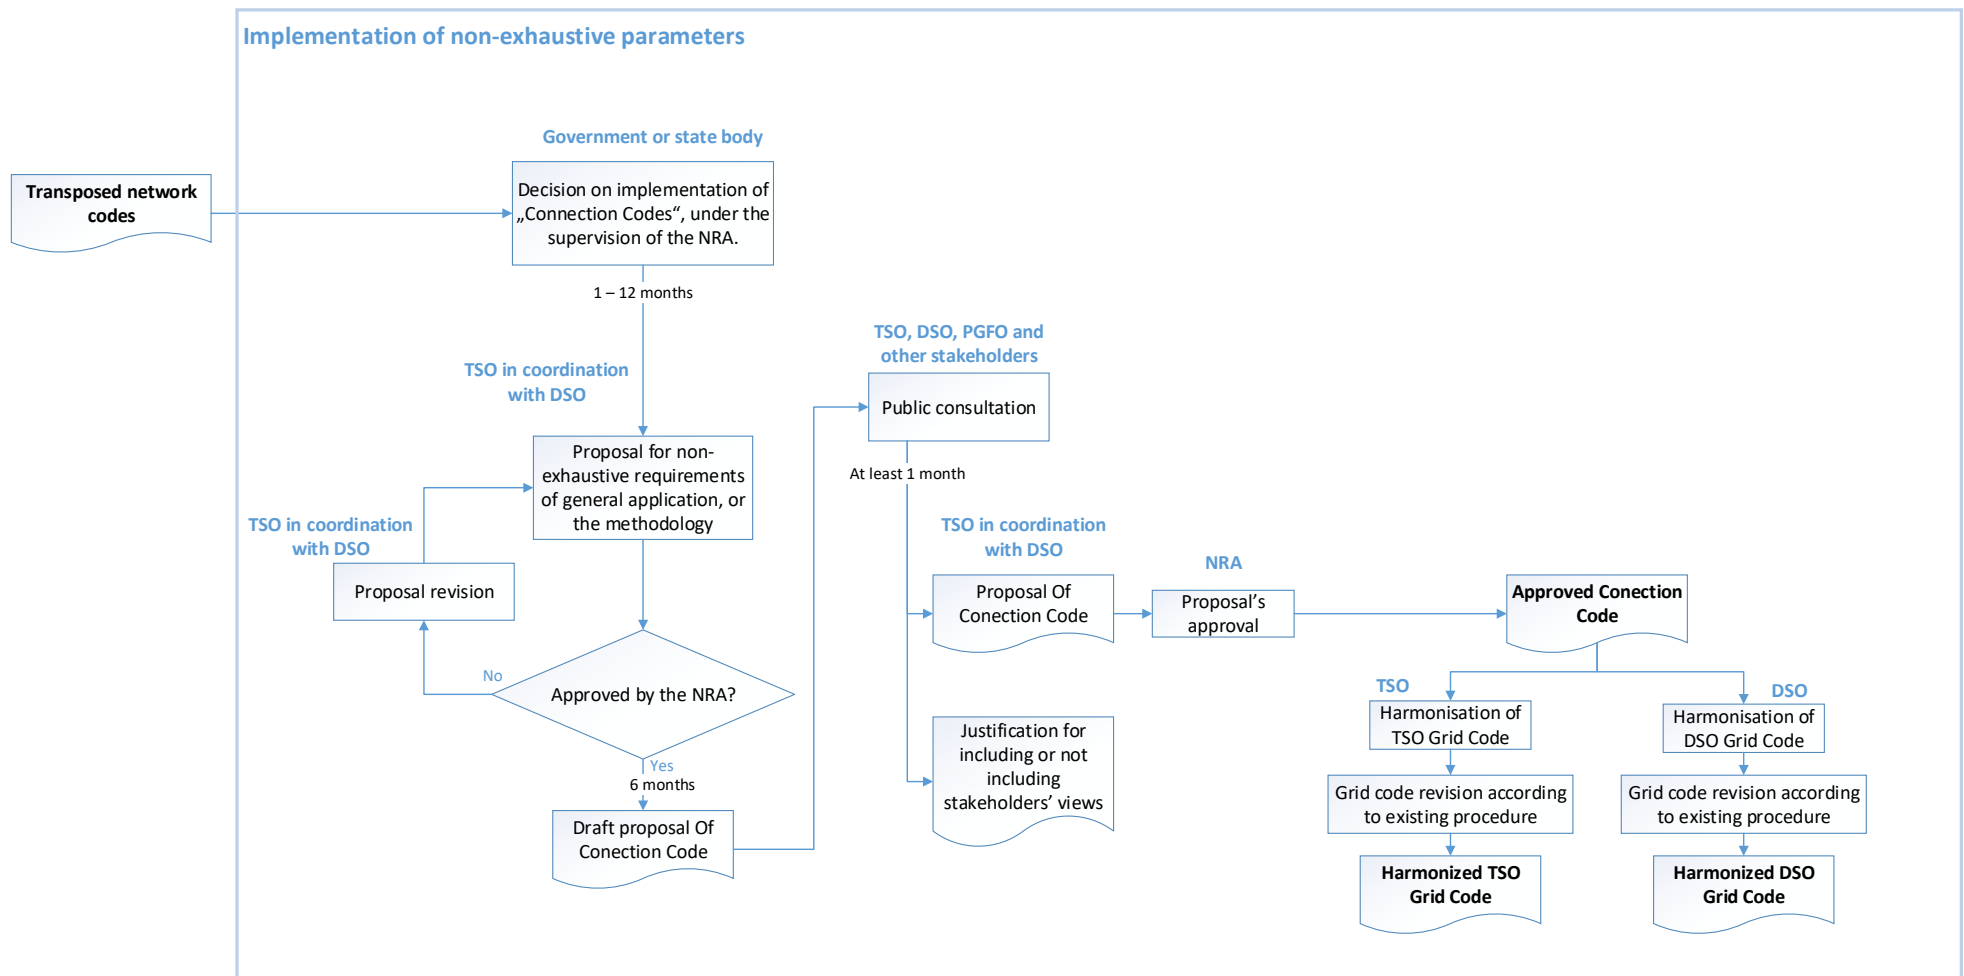 Implementation of non-exhaustive parameters
Government or state body
Transposed network
codes
Decision on implementation of
„Connection Codes“, under the
supervision of the NRA.
1 – 12 months
TSO in coordination
with DSO
Proposal for non-
exhaustive requirements
of general application, or
the methodology
TSO in coordination
with DSO
Proposal revision
No
Approved by the NRA?
Yes
6 months
Draft proposal Of
Conection Code
TSO, DSO, PGFO and
other stakeholders
Public consultation
At least 1 month
TSO in coordination
with DSO
Proposal Of
Conection Code
Justification for
including or not
including
stakeholders’ views
NRA
Proposal’s
approval
Approved Conection
Code
TSO
Harmonisation of
TSO Grid Code
Grid code revision according
to existing procedure
Harmonized TSO
Grid Code
DSO
Harmonisation of
DSO Grid Code
Grid code revision according
to existing procedure
Harmonized DSO
Grid Code